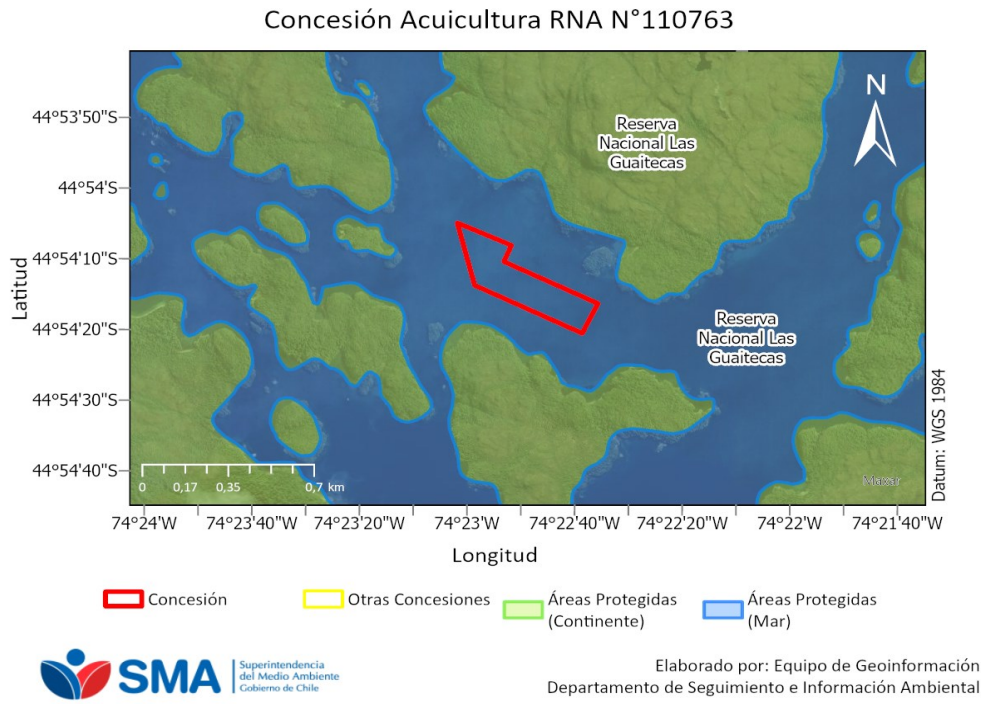 Concesión Acuicultura RNA N°110763
N
Reserva
Nacional Las
Guaitecas
Reserva
Nacional Las
Guaitecas
44°53'50"S
44°54'S
44°54'10"S
44°54'20"S
44°54'30"S
44°54'40"S
Latitud
Datum: WGS 1984
Maxar
0 0,17 0,35 0,7 km
74°24'W 74°23'40"W 74°23'20"W 74°23'W 74°22'40"W 74°22'20"W 74°22'W 74°21'40"W
Longitud
Concesión
Otras Concesiones
Áreas Protegidas
(Continente)
Áreas Protegidas
(Mar)
SMA
Superintendencia
del Medio Ambiente
Gobierno de Chile
Elaborado por: Equipo de Geoinformación
Departamento de Seguimiento e Información Ambiental